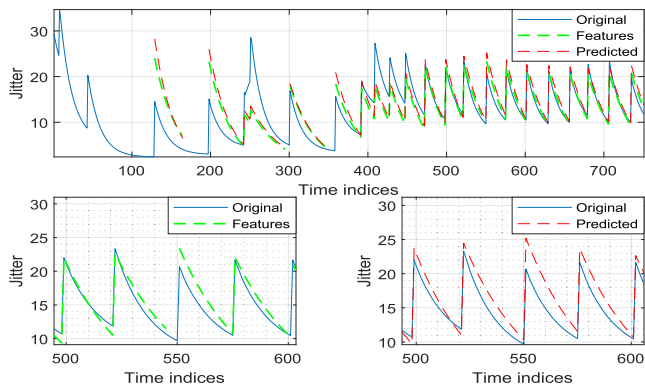 30
20
10
Jitter
100
200
300
400
500
600
700
Time indices
Original
Features
Predicted
30
25
20
15
10
Jitter
500
550
600
Time indices
Original
Features
30
25
20
15
10
Jitter
500
550
600
Time indices
Original
Predicted